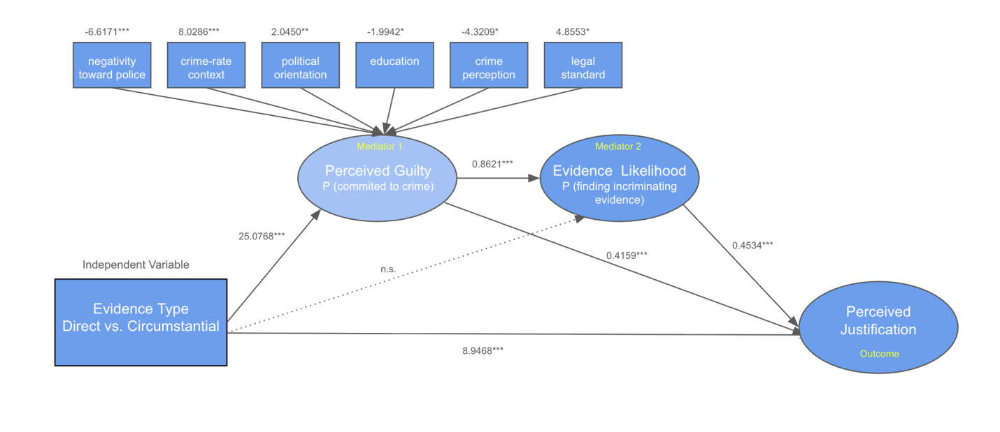 -6.6171***
8.0286***
2.0450**
-1.9942*
-4.3209*
4.8553*
negativity
toward police
crime-rate
context
political
orientation
education
crime
perception
legal
standard
Mediator 1
Perceived Guilty
P (commited to crime)
0.8621***
Mediator 2
Evidence Likelihood
P (finding incriminating
evidence)
25.0768***
n.s.
0.4159***
0.4534***
Independent Variable
Evidence Type
Direct vs. Circumstantial
8.9468***
Perceived
Justification
Outcome